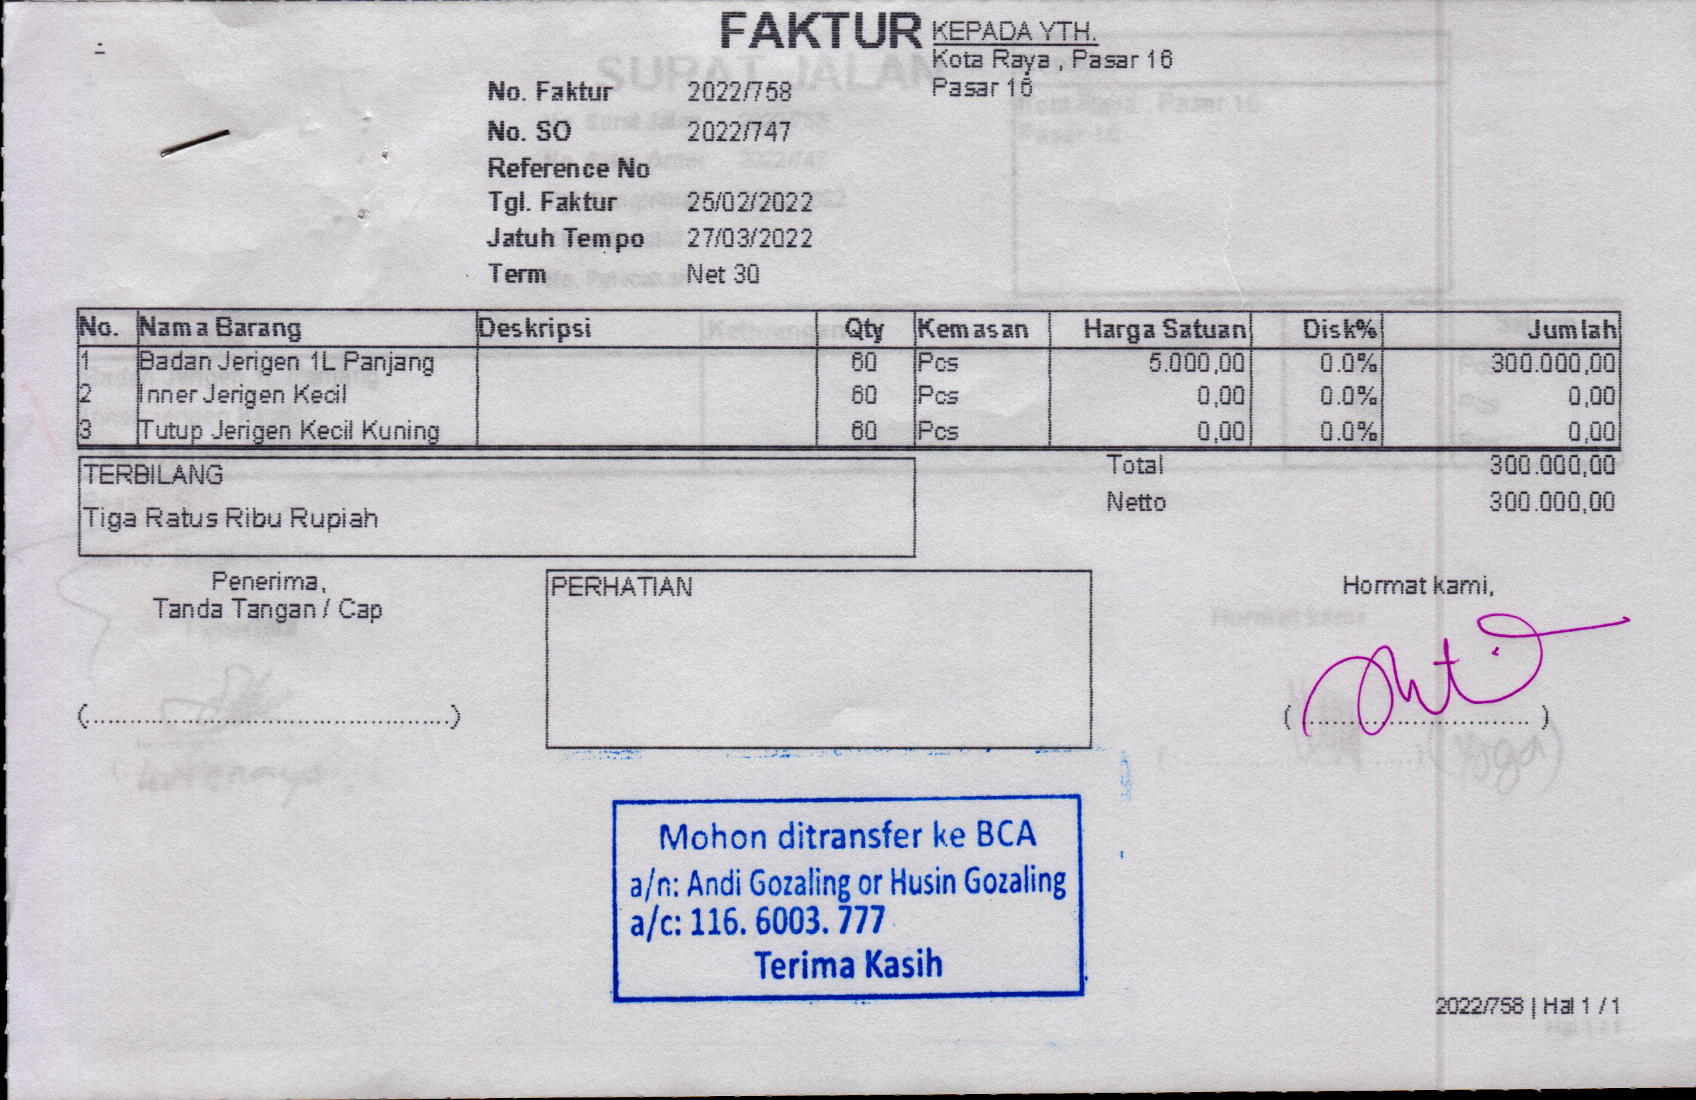 FAKTUR
KEPADA YTH.
Kota Raya , Pasar 16
Pasar 16
No. Faktur 2022/758
No. SO 2022/747
Reference No
Tgl. Faktur 25/02/2022
Jatuh Tempo 27/03/2022
Term Net 30
No. Nama Barang Deskripsi Qty Kemasan Harga Satuan Disk% Jumlah
1 Badan Jerigen 1L Panjang 60 Pcs 5.000,00 0.0% 300.000,00
2 Inner Jerigen Kecil 60 Pcs 0,00 0.0% 0,00
3 Tutup Jerigen Kecil Kuning 60 Pcs 0,00 0.0% 0,00
Total 300.000,00
Netto 300.000,00
TERBILANG
Tiga Ratus Ribu Rupiah
Penerima,
Tanda Tangan / Cap
(..........................................)
PERHATIAN
Hormat kami,
(.......................... )
Mohon ditransfer ke BCA
a/n: Andi Gozaling or Husin Gozaling
a/c: 116. 6003. 777
Terima Kasih
2022/758 | Hal 1 / 1